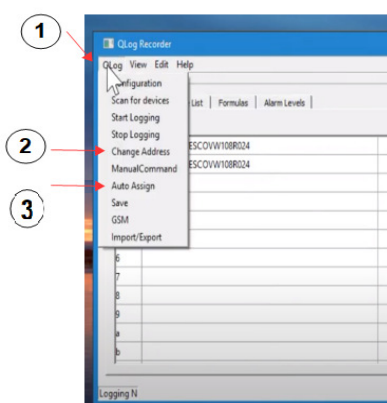 1
QLog Recorder
QLog View Edit Help
Configuration
Scan for devices
List Formulas Alarm Levels
Start Logging
Stop Logging
2
Change Address
ESCOVW108R024
ManualCommand
ESCOVW108R024
Auto Assign
3
Save
GSM
Import/Export
6
7
8
9
a
b
Logging N